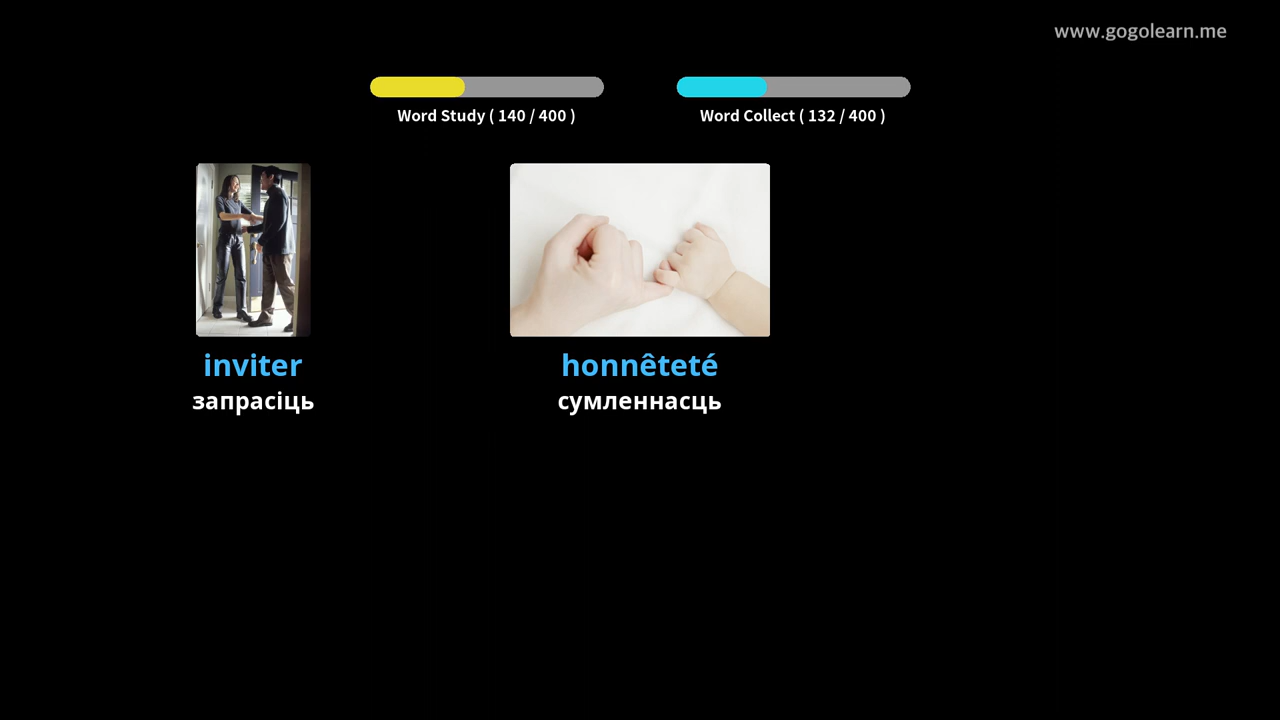 www.gogolearn.me
Word Study ( 140 / 400 )
Word Collect ( 132 / 400 )
inviter
запрасіць
honnêteté
сумленнасць